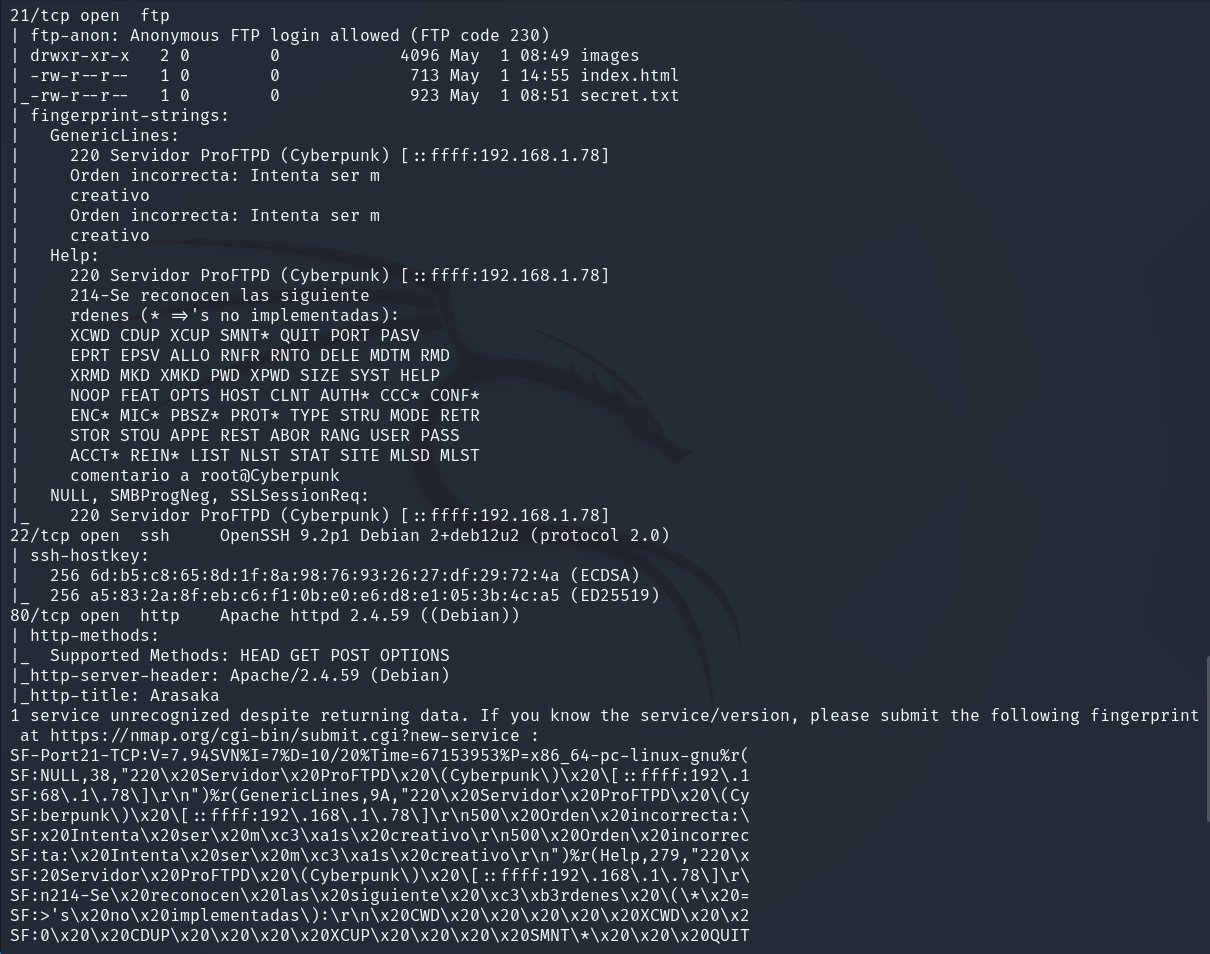 21/tcp open  ftp
| ftp-anon: Anonymous FTP login allowed (FTP code 230)
| drwxr-xr-x   2 0        0            4096 May  1 08:49 images
| -rw-r--r--   1 0        0             713 May  1 14:55 index.html
|_-rw-r--r--   1 0        0             923 May  1 08:51 secret.txt
| fingerprint-strings:
|   GenericLines:
|     220 Servidor ProFTPD (Cyberpunk) [::ffff:192.168.1.78]
|     Orden incorrecta: Intenta ser m
|     creativo
|     Orden incorrecta: Intenta ser m
|     creativo
|   Help:
|     220 Servidor ProFTPD (Cyberpunk) [::ffff:192.168.1.78]
|     214-Se reconocen las siguiente
|     rdenes (* =>'s no implementadas):
|     XCWD CDUP XCUP SMNT* QUIT PORT PASV
|     EPRT EPSV ALLO RNFR RNTO DELE MDTM RMD
|     XRMD MKD XMKD PWD XPWD SIZE SYST HELP
|     NOOP FEAT OPTS HOST CLNT AUTH* CCC* CONF*
|     ENC* MIC* PBSZ* PROT* TYPE STRU MODE RETR
|     STOR STOU APPE REST ABOR RANG USER PASS
|     ACCT* REIN* LIST NLST STAT SITE MLSD MLST
|     comentario a root@Cyberpunk
|   NULL, SMBProgNeg, SSLSessionReq:
|_    220 Servidor ProFTPD (Cyberpunk) [::ffff:192.168.1.78]
22/tcp open  ssh     OpenSSH 9.2p1 Debian 2+deb12u2 (protocol 2.0)
| ssh-hostkey:
|   256 6d:b5:c8:65:8d:1f:8a:98:76:93:26:27:df:29:72:4a (ECDSA)
|_  256 a5:83:2a:8f:eb:c6:f1:0b:e0:e6:d8:e1:05:3b:4c:a5 (ED25519)
80/tcp open  http    Apache httpd 2.4.59 ((Debian))
| http-methods:
|_  Supported Methods: HEAD GET POST OPTIONS
|_http-server-header: Apache/2.4.59 (Debian)
|_http-title: Arasaka
1 service unrecognized despite returning data. If you know the service/version, please submit the following fingerprint
 at https://nmap.org/cgi-bin/submit.cgi?new-service :
SF-Port21-TCP:V=7.94SVN%I=7%D=10/20%Time=67153953%P=x86_64-pc-linux-gnu%r(
SF:NULL,38,"220\x20Servidor\x20ProFTPD\x20\(Cyberpunk\)\x20\[::ffff:192\.1
SF:68\.1\.78\]\r\n")%r(GenericLines,9A,"220\x20Servidor\x20ProFTPD\x20\(Cy
SF:berpunk\)\x20\[::ffff:192\.168\.1\.78\]\r\n500\x20Orden\x20incorrecta:\
SF:x20Intenta\x20ser\x20m\xc3\xa1s\x20creativo\r\n500\x20Orden\x20incorrec
SF:ta:\x20Intenta\x20ser\x20m\xc3\xa1s\x20creativo\r\n")%r(Help,279,"220\x
SF:20Servidor\x20ProFTPD\x20\(Cyberpunk\)\x20\[::ffff:192\.168\.1\.78\]\r\
SF:n214-Se\x20reconocen\x20las\x20siguiente\x20\xc3\xb3rdenes\x20\(\*\x20=
SF:>'s\x20no\x20implementadas\):\r\n\x20CWD\x20\x20\x20\x20\x20XCWD\x20\x2
SF:0\x20\x20CDUP\x20\x20\x20\x20XCUP\x20\x20\x20\x20SMNT\*\x20\x20\x20QUIT